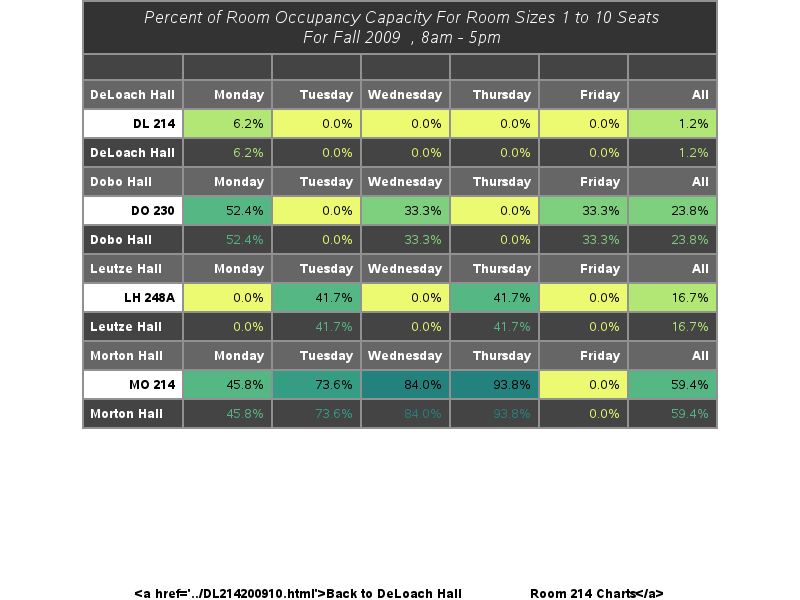 Percent of Room Occupancy Capacity For Room Sizes 1 to 10 Seats
For Fall 2009 , 8am - 5pm
DeLoach Hall Monday Tuesday Wednesday Thursday Friday All
DL 214 6.2% 0.0% 0.0% 0.0% 0.0% 1.2%
DeLoach Hall 6.2% 0.0% 0.0% 0.0% 0.0% 1.2%
Dobo Hall Monday Tuesday Wednesday Thursday Friday All
DO 230 52.4% 0.0% 33.3% 0.0% 33.3% 23.8%
Dobo Hall 52.4% 0.0% 33.3% 0.0% 33.3% 23.8%
Leutze Hall Monday Tuesday Wednesday Thursday Friday All
LH 248A 0.0% 41.7% 0.0% 41.7% 0.0% 16.7%
Leutze Hall 0.0% 41.7% 0.0% 41.7% 0.0% 16.7%
Morton Hall Monday Tuesday Wednesday Thursday Friday All
MO 214 45.8% 73.6% 84.0% 93.8% 0.0% 59.4%
Morton Hall 45.8% 73.6% 84.0% 93.8% 0.0% 59.4%
<a href='../DL214200910.html'>Back to DeLoach Hall Room 214 Charts</a>